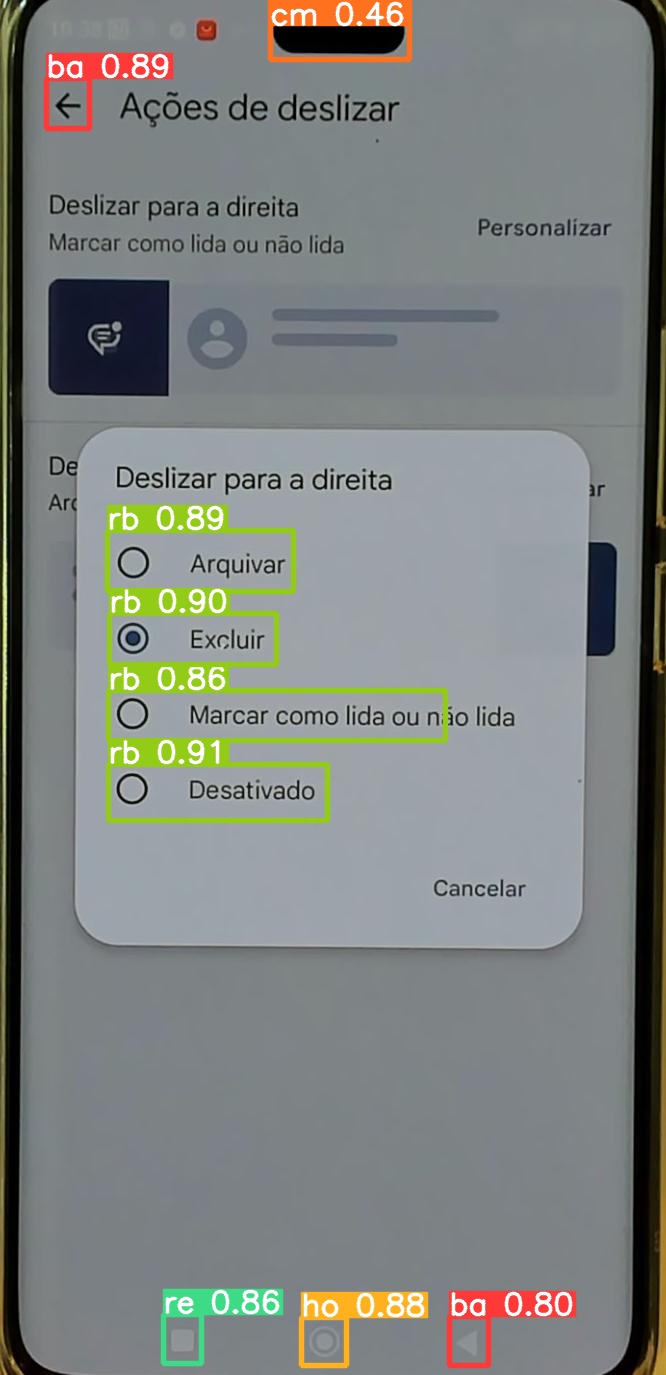 cm 0.46
ba 0.89
Ações de deslizar
Deslizar para a direita
Personalizar
Marcar como lida ou não lida
De
Arq
ar
Deslizar para a direita
rb 0.89
Arquivar
rb 0.90
Excluir
rb 0.86
Marcar como lida ou não lida
rb 0.91
Desativado
Cancelar
re 0.86
ho 0.88
ba 0.80